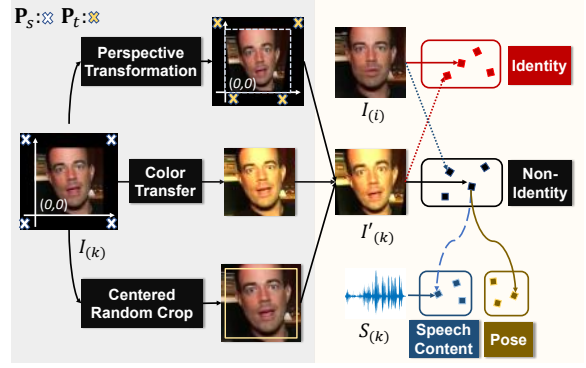 P_s: P_t:
Perspective
Transformation
(0,0)
I_(i)
Identity
(0,0)
I_(k)
Color
Transfer
I'_(k)
Non-
Identity
Centered
Random Crop
S_(k)
Speech
Content
Pose